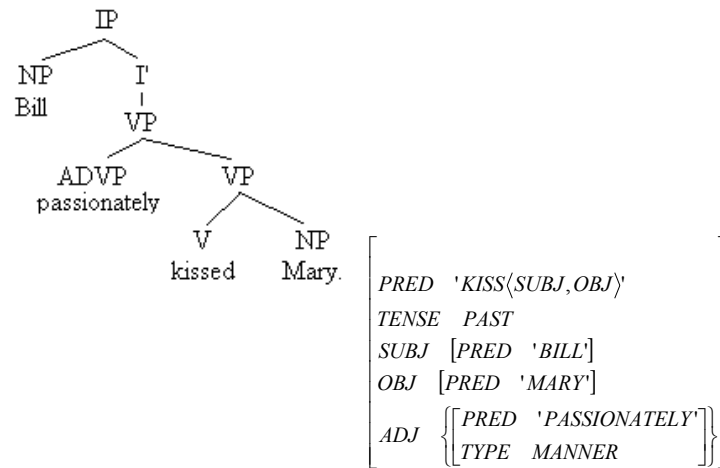 IP
NP I'
Bill
VP
ADVP VP
passionately
V NP
kissed Mary.
PRED 'KISS⟨SUBJ,OBJ⟩'
TENSE PAST
SUBJ [PRED 'BILL']
OBJ [PRED 'MARY']
ADJ {[PRED 'PASSIONATELY'
TYPE MANNER]}